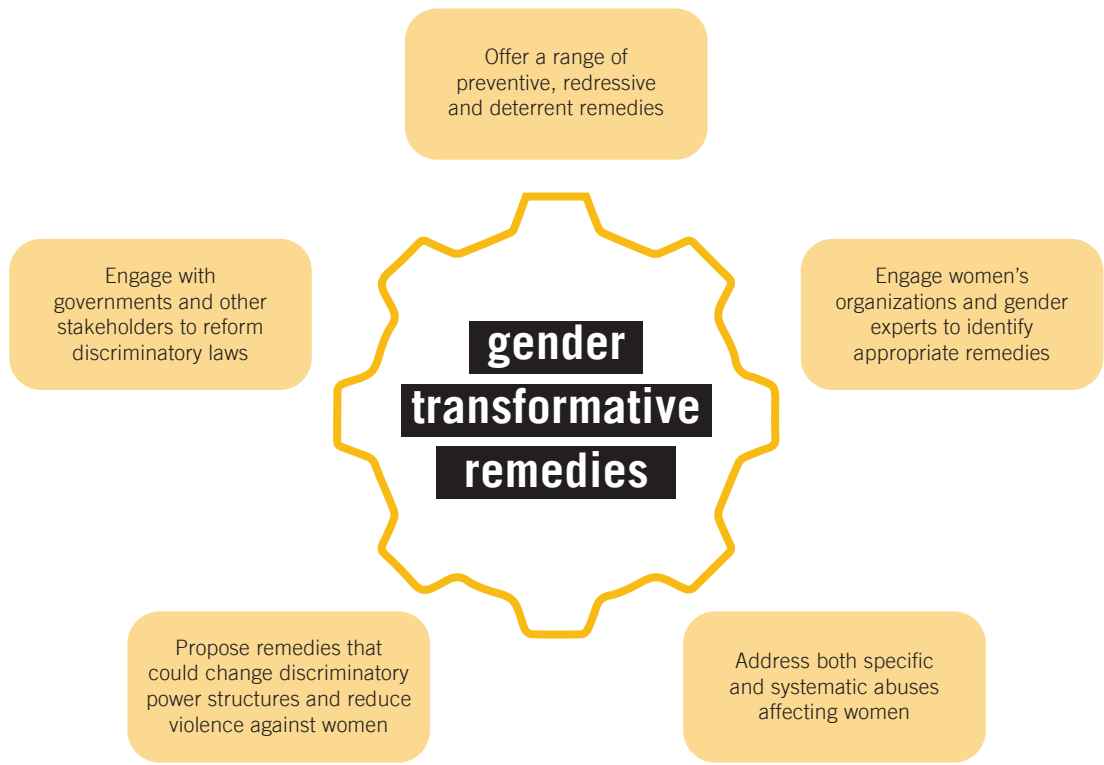 Offer a range of
preventive, redressive
and deterrent remedies
Engage with
governments and other
stakeholders to reform
discriminatory laws
Engage women's
organizations and gender
experts to identify
appropriate remedies
gender
transformative
remedies
Propose remedies that
could change discriminatory
power structures and reduce
violence against women
Address both specific
and systematic abuses
affecting women